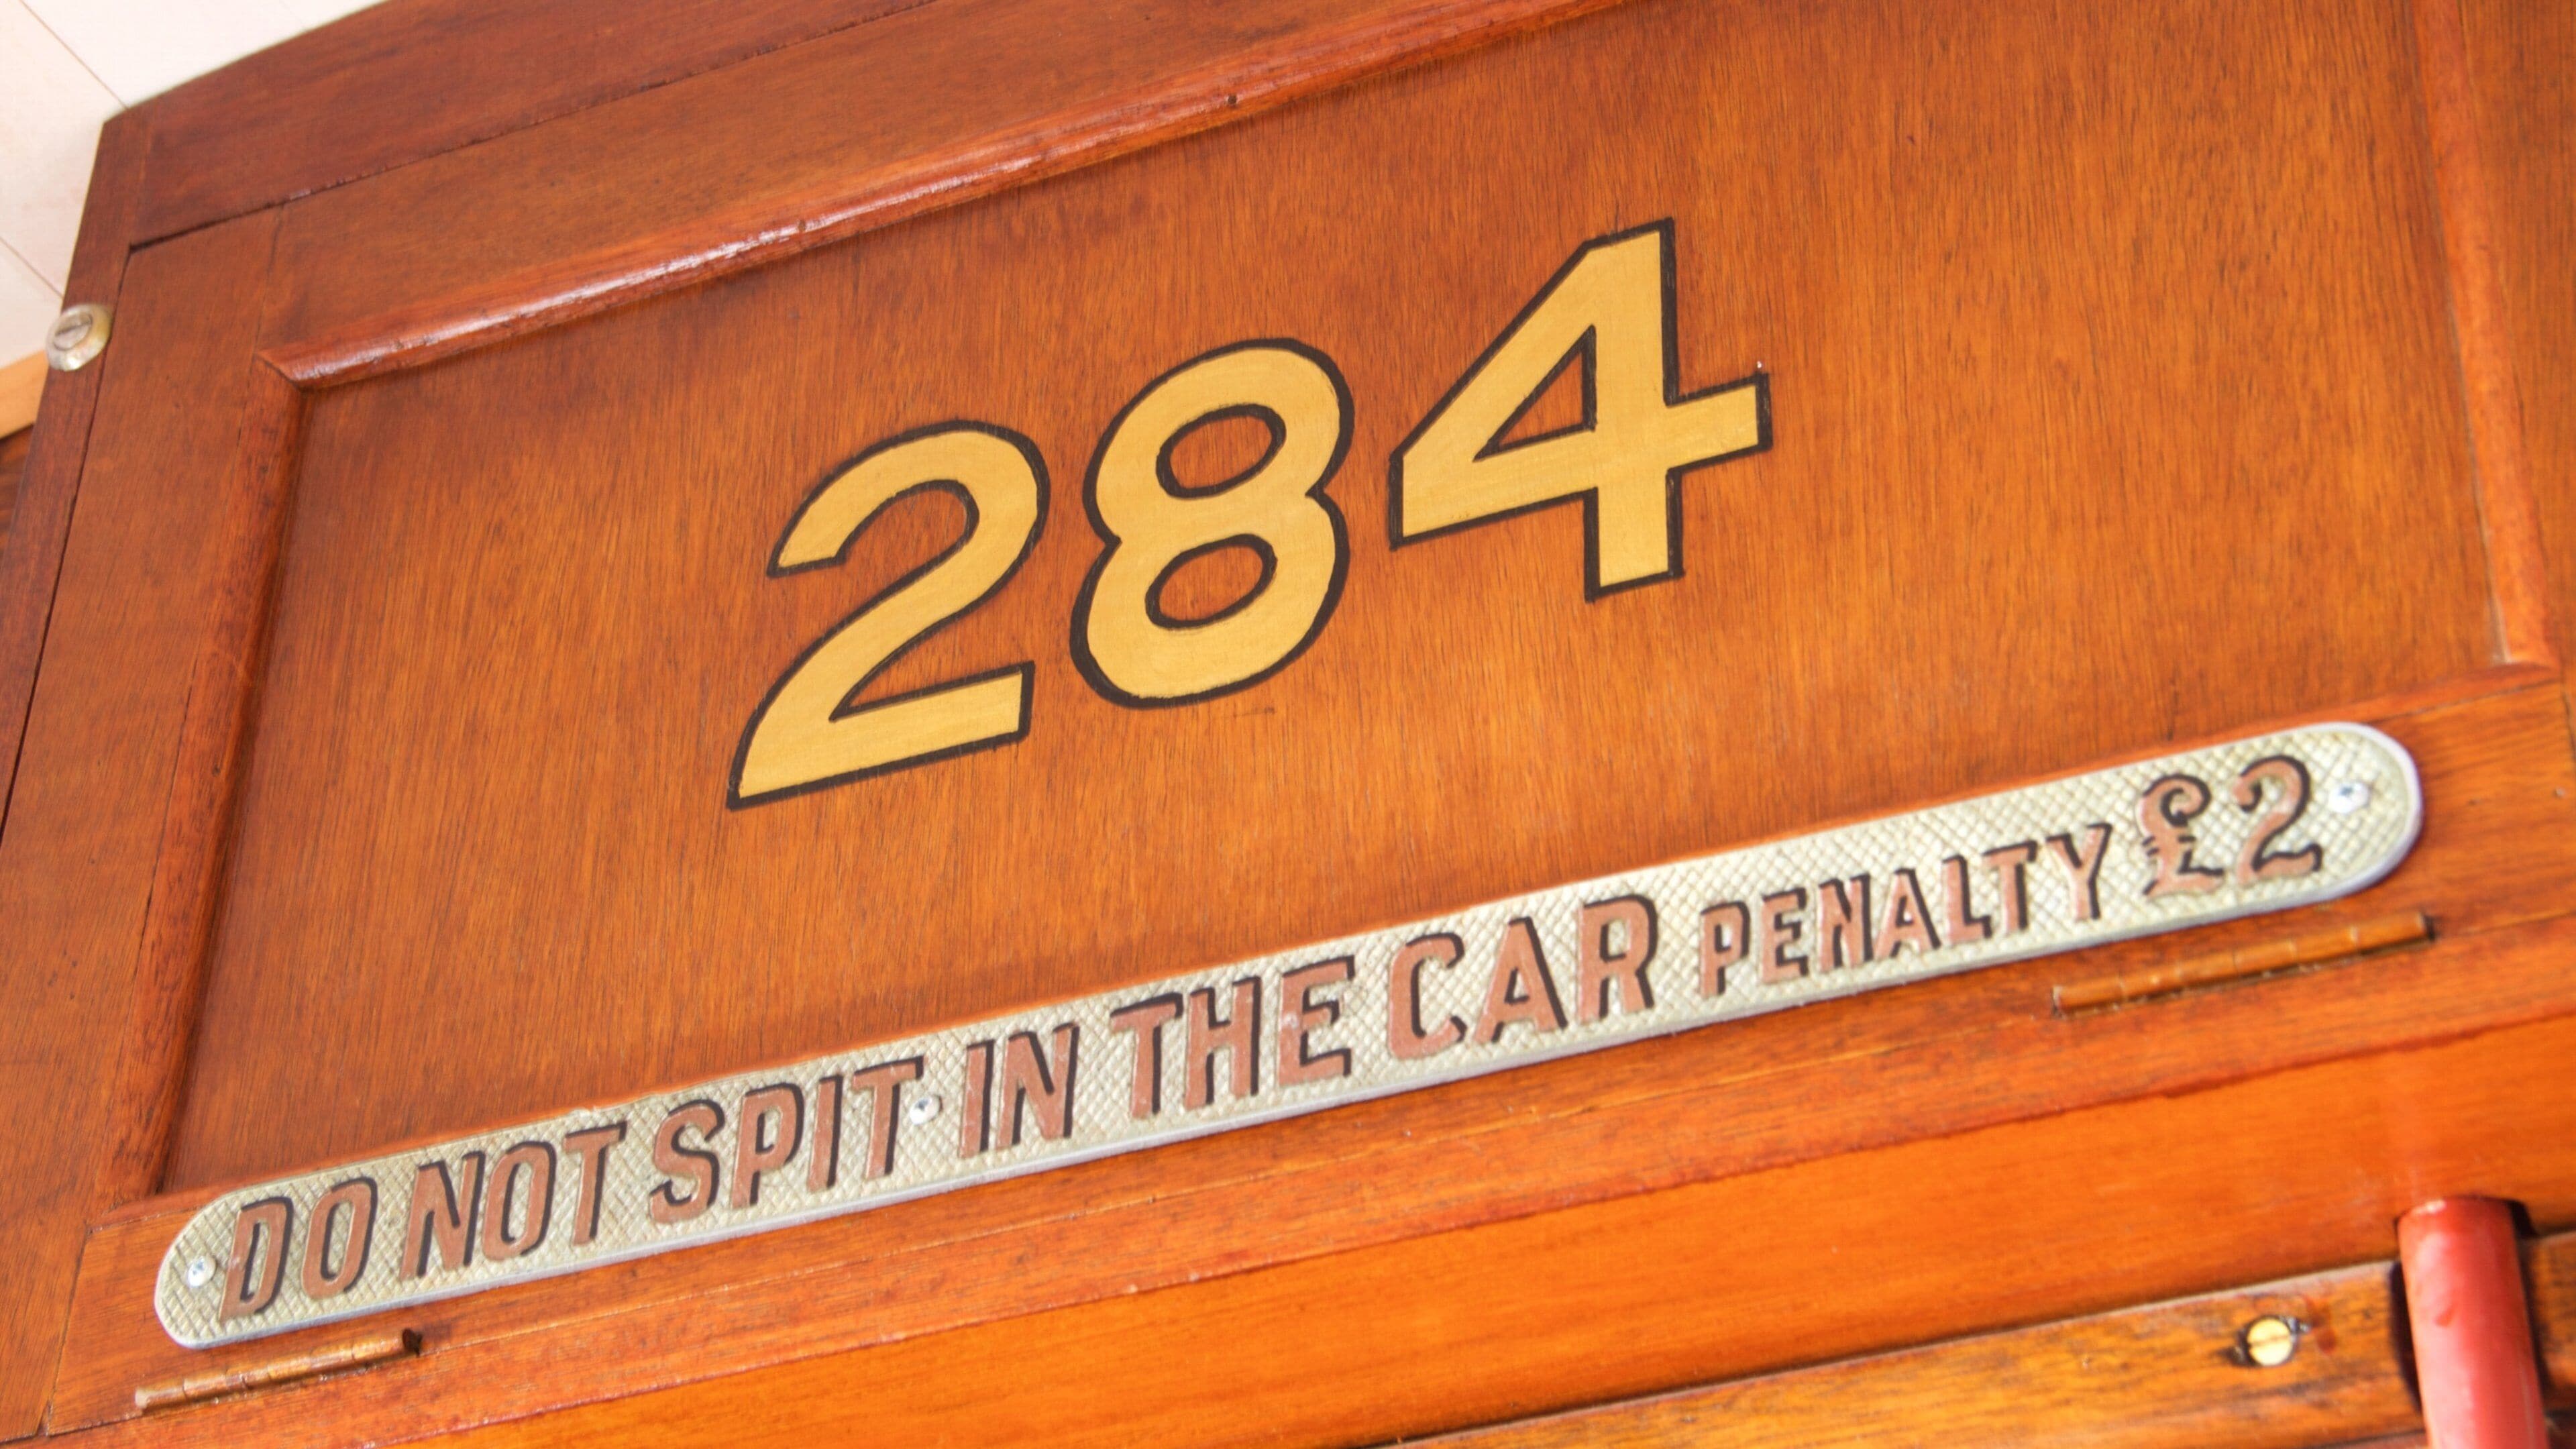 284
DO NOT SPIT IN THE CAR PENALTY £2